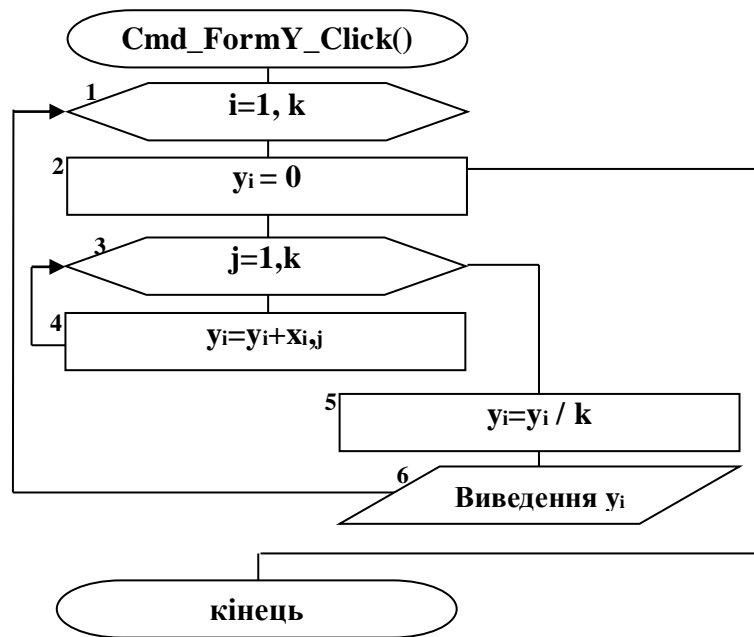 Cmd_FormY_Click()
1
i=1, k
2
yi = 0
3
j=1,k
4
yi=yi+xi,j
5
yi=yi / k
6
Виведення yi
кінець